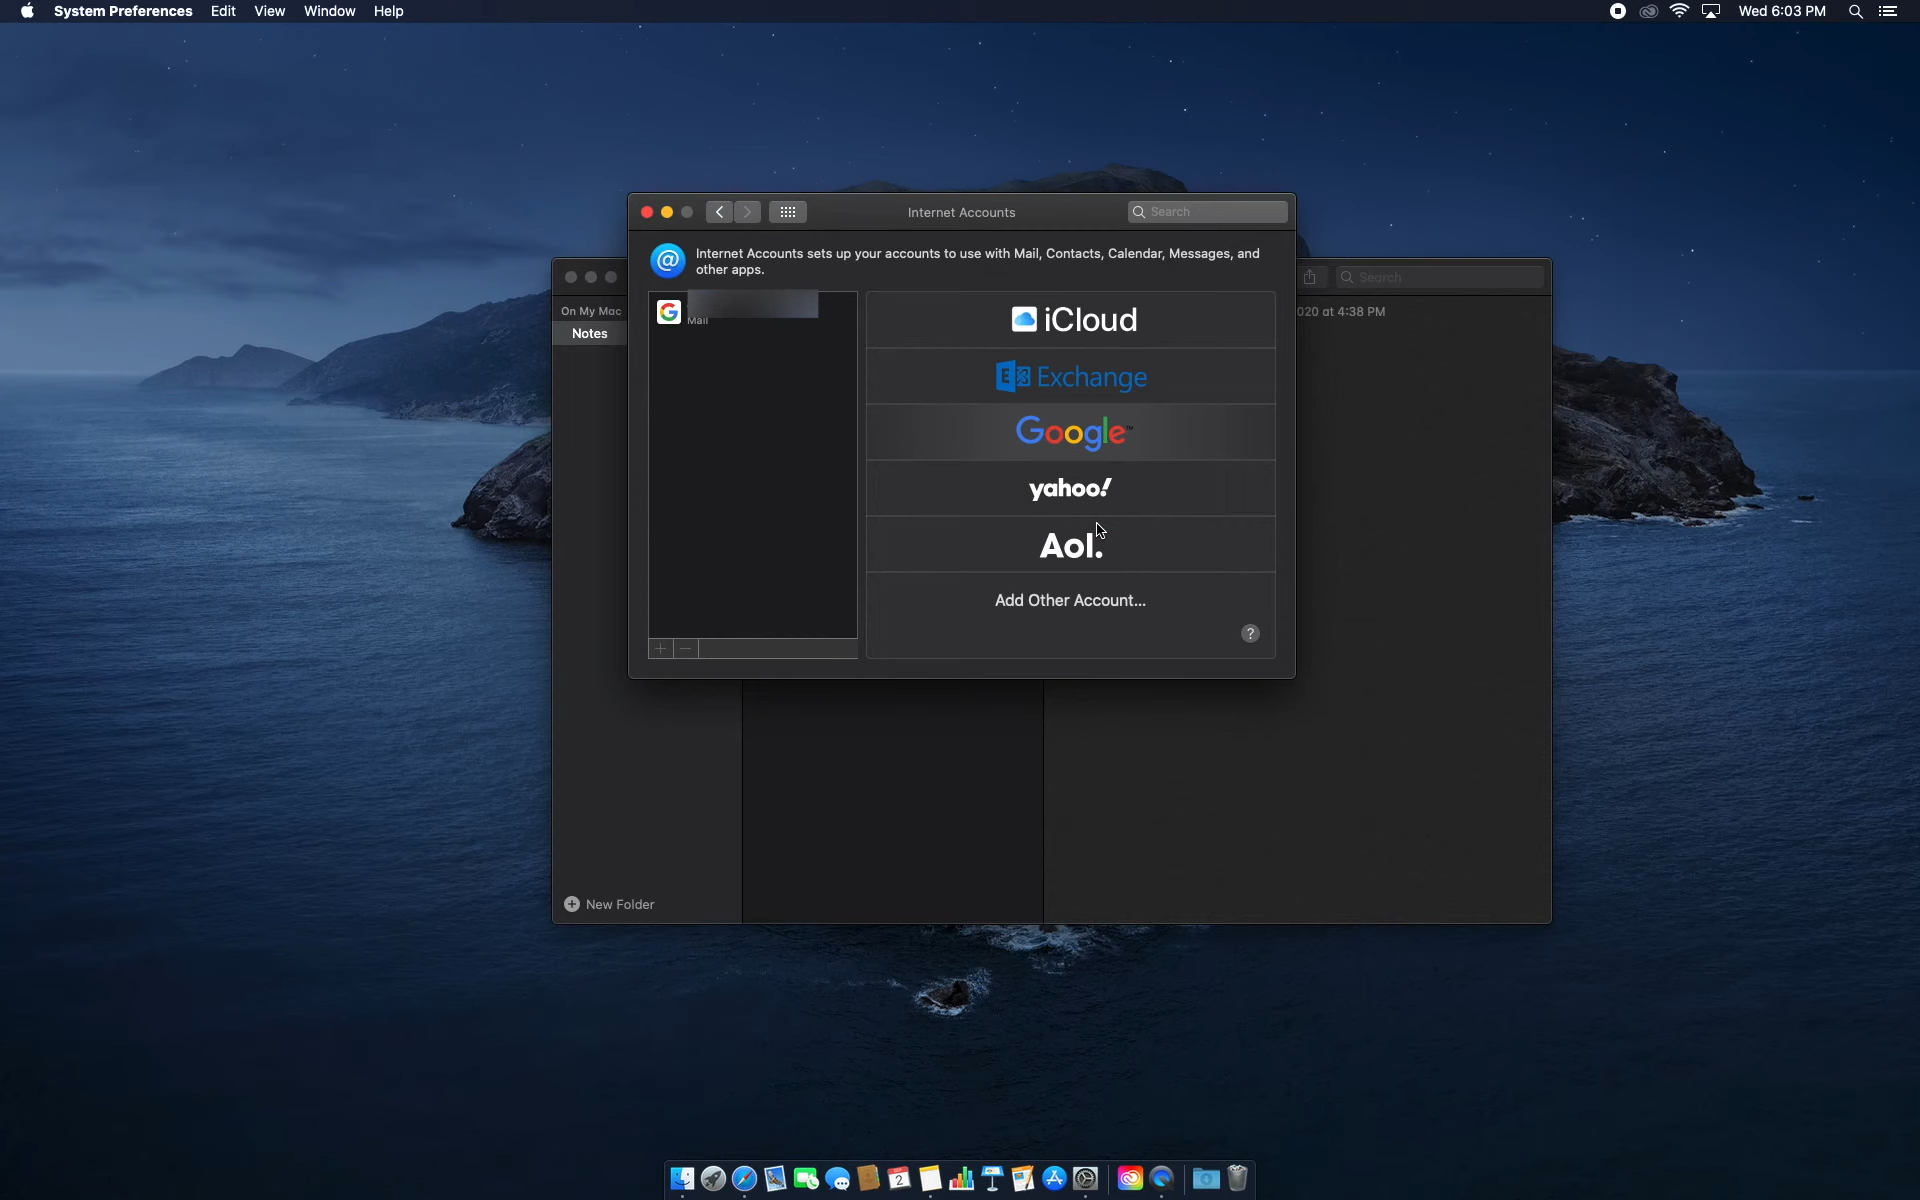 System Preferences Edit View Window Help
Wed 6:03 PM
Internet Accounts
Search
Internet Accounts sets up your accounts to use with Mail, Contacts, Calendar, Messages, and
other apps.
Mail
iCloud
Exchange
Google™
yahoo!
Aol.
Add Other Account...
?
Search
On My Mac
020 at 4:38 PM
Notes
New Folder
2